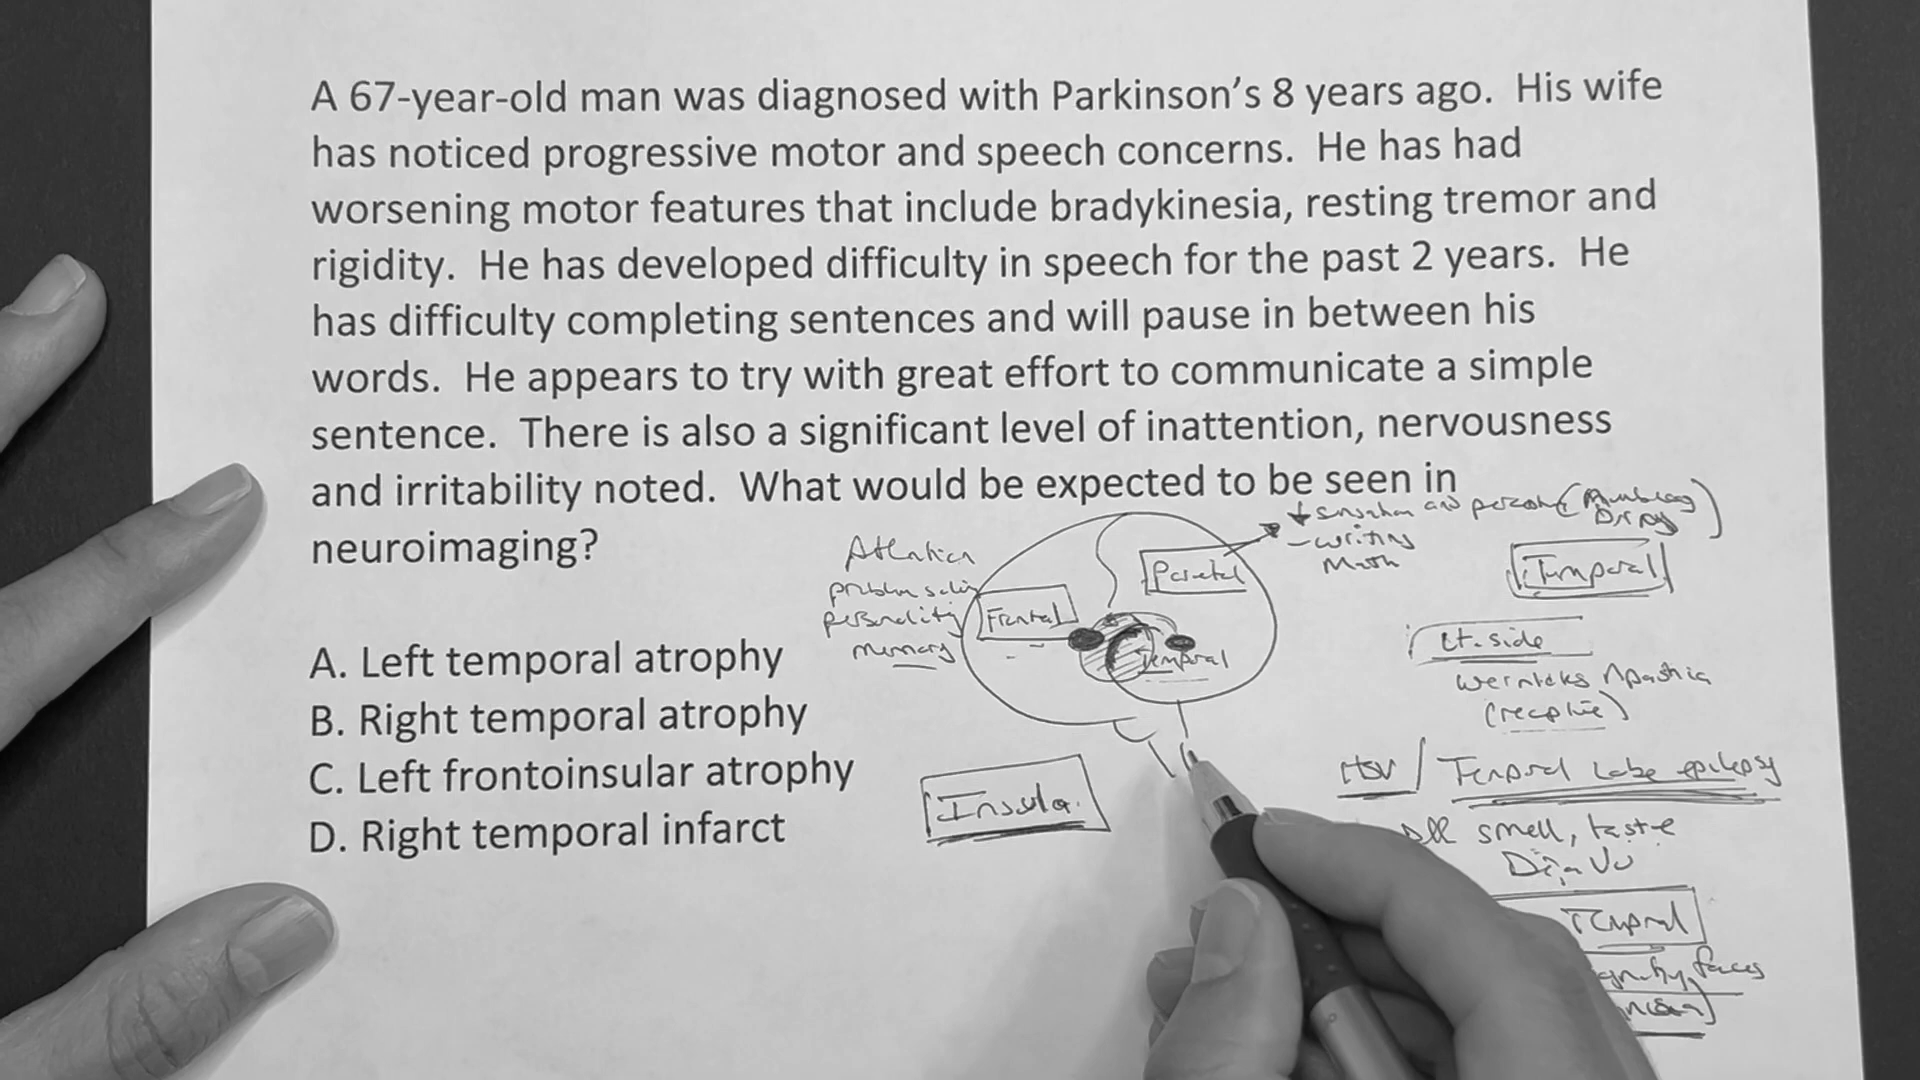 A 67-year-old man was diagnosed with Parkinson's 8 years ago. His wife
has noticed progressive motor and speech concerns. He has had
worsening motor features that include bradykinesia, resting tremor and
rigidity. He has developed difficulty in speech for the past 2 years. He
has difficulty completing sentences and will pause in between his
words. He appears to try with great effort to communicate a simple
sentence. There is also a significant level of inattention, nervousness
and irritability noted. What would be expected to be seen in
neuroimaging?
A. Left temporal atrophy
B. Right temporal atrophy
C. Left frontoinsular atrophy
D. Right temporal infarct
Attention
problem
personality
memory
Frontal
Parietal
Temporal
Insula
and
- writing
Math
Temporal
Lt. side
(receptive)
HSV / Temporal Lobe epilepsy
smell, taste
Deja Vu
faces